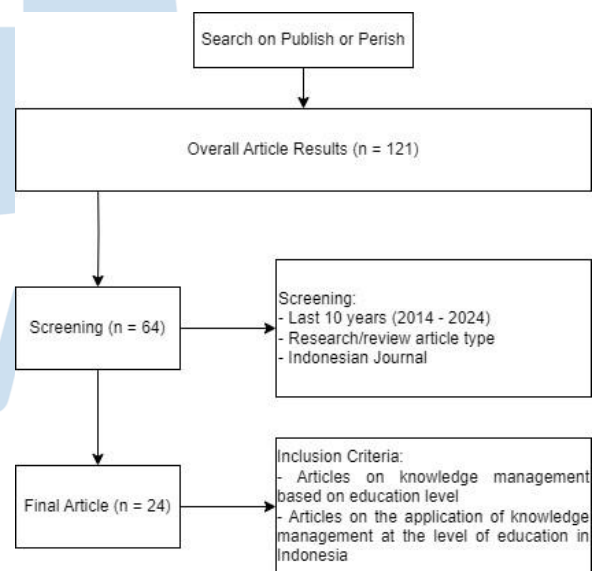 Search on Publish or Perish
Overall Article Results (n = 121)
Screening (n = 64)
Screening:
- Last 10 years (2014 - 2024)
- Research/review article type
- Indonesian Journal
Final Article (n = 24)
Inclusion Criteria:
- Articles on knowledge management
based on education level
- Articles on the application of knowledge
management at the level of education in
Indonesia